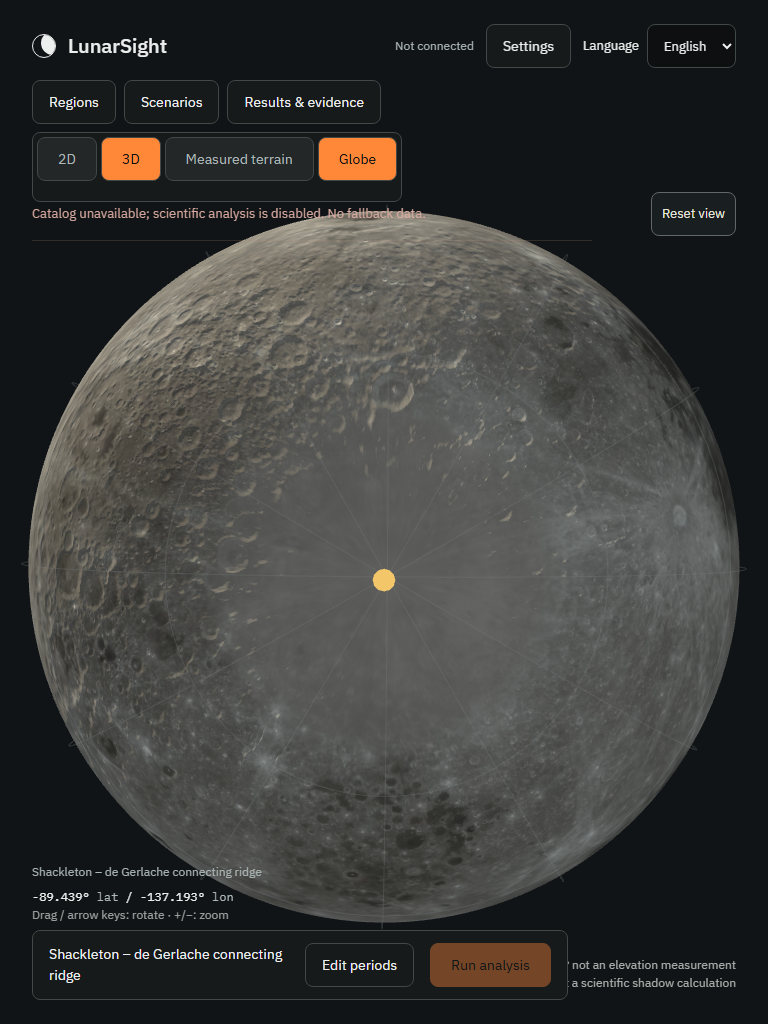 LunarSight
Not connected
Settings
Language
English
Regions
Scenarios
Results & evidence
2D
3D
Measured terrain
Globe
Catalog unavailable; scientific analysis is disabled. No fallback data.
Reset view
Shackleton – de Gerlache connecting ridge
-89.439° lat / -137.193° lon
Drag / arrow keys: rotate · +/−: zoom
Shackleton – de Gerlache connecting
ridge
Edit periods
Run analysis
not an elevation measurement
a scientific shadow calculation